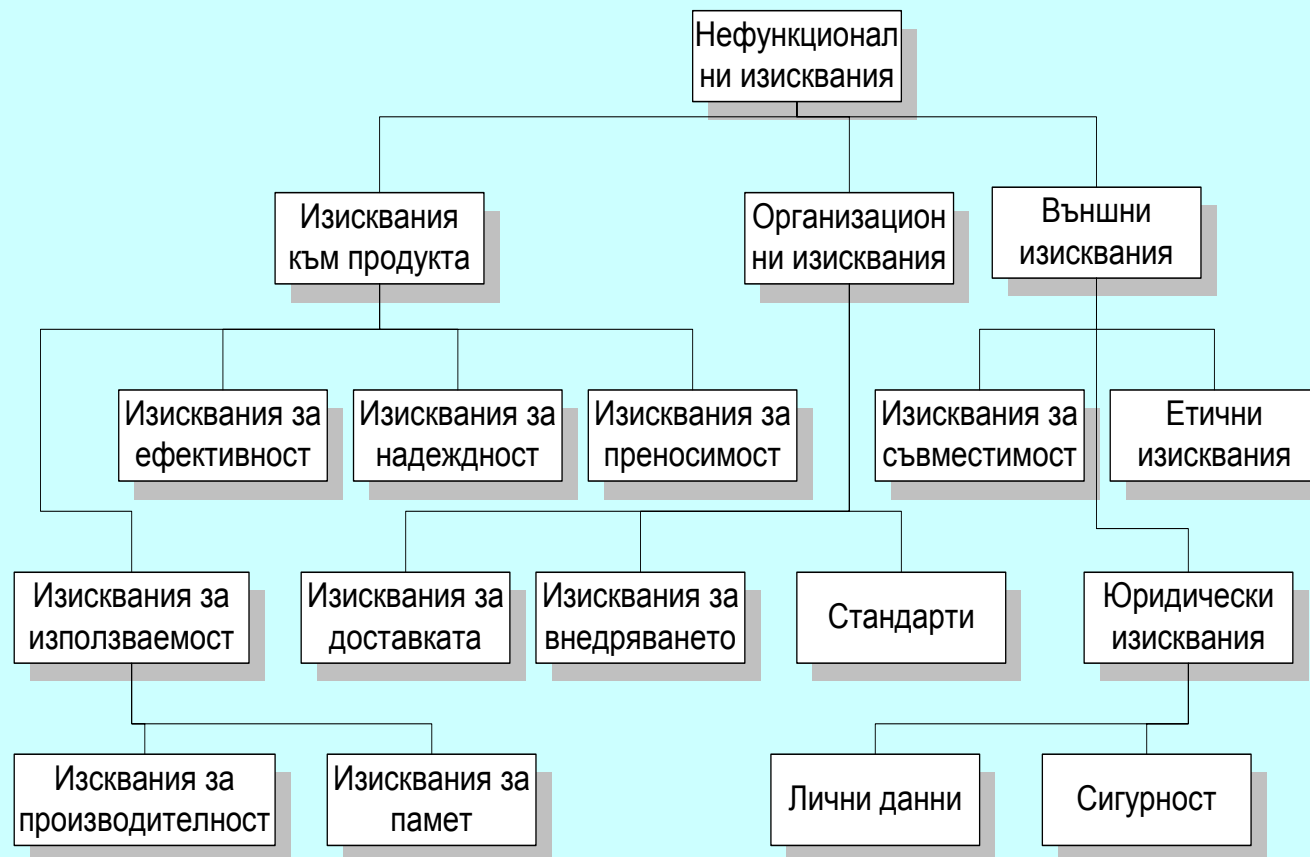 Нефункционал
ни изисквания
Изисквания
към продукта
Организацион
ни изисквания
Външни
изисквания
Изисквания за
ефективност
Изисквания за
надеждност
Изисквания за
преносимост
Изисквания за
съвместимост
Етични
изисквания
Изисквания за
използваемост
Изисквания за
доставката
Изисквания за
внедряването
Стандарти
Юридически
изисквания
Изсквания за
производителност
Изисквания за
памет
Лични данни
Сигурност